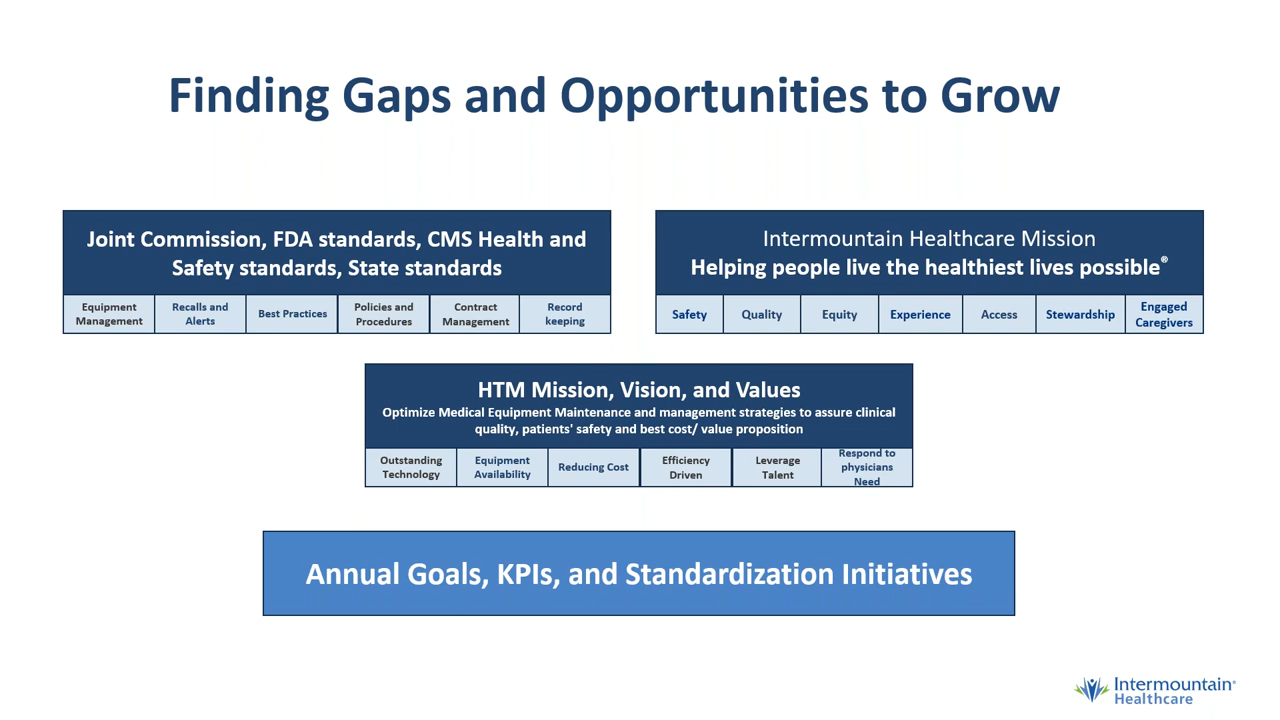 Finding Gaps and Opportunities to Grow
Joint Commission, FDA standards, CMS Health and
Safety standards, State standards
Equipment
Management
Recalls and
Alerts
Best Practices
Policies and
Procedures
Contract
Management
Record
keeping
Intermountain Healthcare Mission
Helping people live the healthiest lives possible®
Safety
Quality
Equity
Experience
Access
Stewardship
Engaged
Caregivers
HTM Mission, Vision, and Values
Optimize Medical Equipment Maintenance and management strategies to assure clinical
quality, patients' safety and best cost/ value proposition
Outstanding
Technology
Equipment
Availability
Reducing Cost
Efficiency
Driven
Leverage
Talent
Respond to
physicians
Need
Annual Goals, KPIs, and Standardization Initiatives
Intermountain®
Healthcare